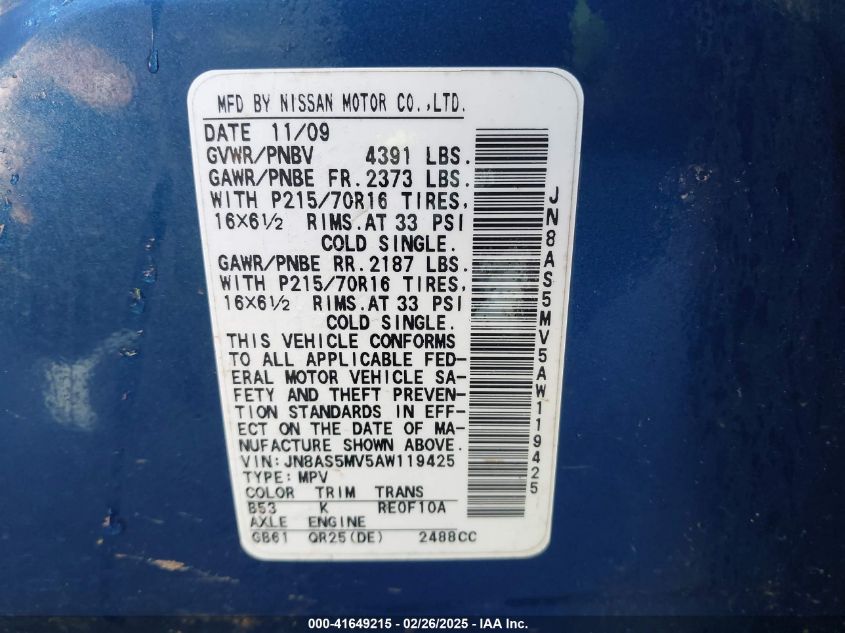 MFD BY NISSAN MOTOR CO.,LTD.
DATE 11/09
GVWR/PNBV 4391 LBS.
GAWR/PNBE FR.2373 LBS.
WITH P215/70R16 TIRES,
16×6½ RIMS.AT 33 PSI
COLD SINGLE.
GAWR/PNBE RR.2187 LBS.
WITH P215/70R16 TIRES,
16×6½ RIMS.AT 33 PSI
COLD SINGLE.
THIS VEHICLE CONFORMS
TO ALL APPLICABLE FED-
ERAL MOTOR VEHICLE SA-
FETY AND THEFT PREVEN-
TION STANDARDS IN EFF-
ECT ON THE DATE OF MA-
NUFACTURE SHOWN ABOVE.
VIN: JN8AS5MV5AW119425
TYPE: MPV
COLOR TRIM TRANS
B53 K RE0F10A
AXLE ENGINE
GB61 QR25(DE) 2488CC
JN8AS5MV5AW119425
000-41649215 - 02/26/2025 - IAA Inc.